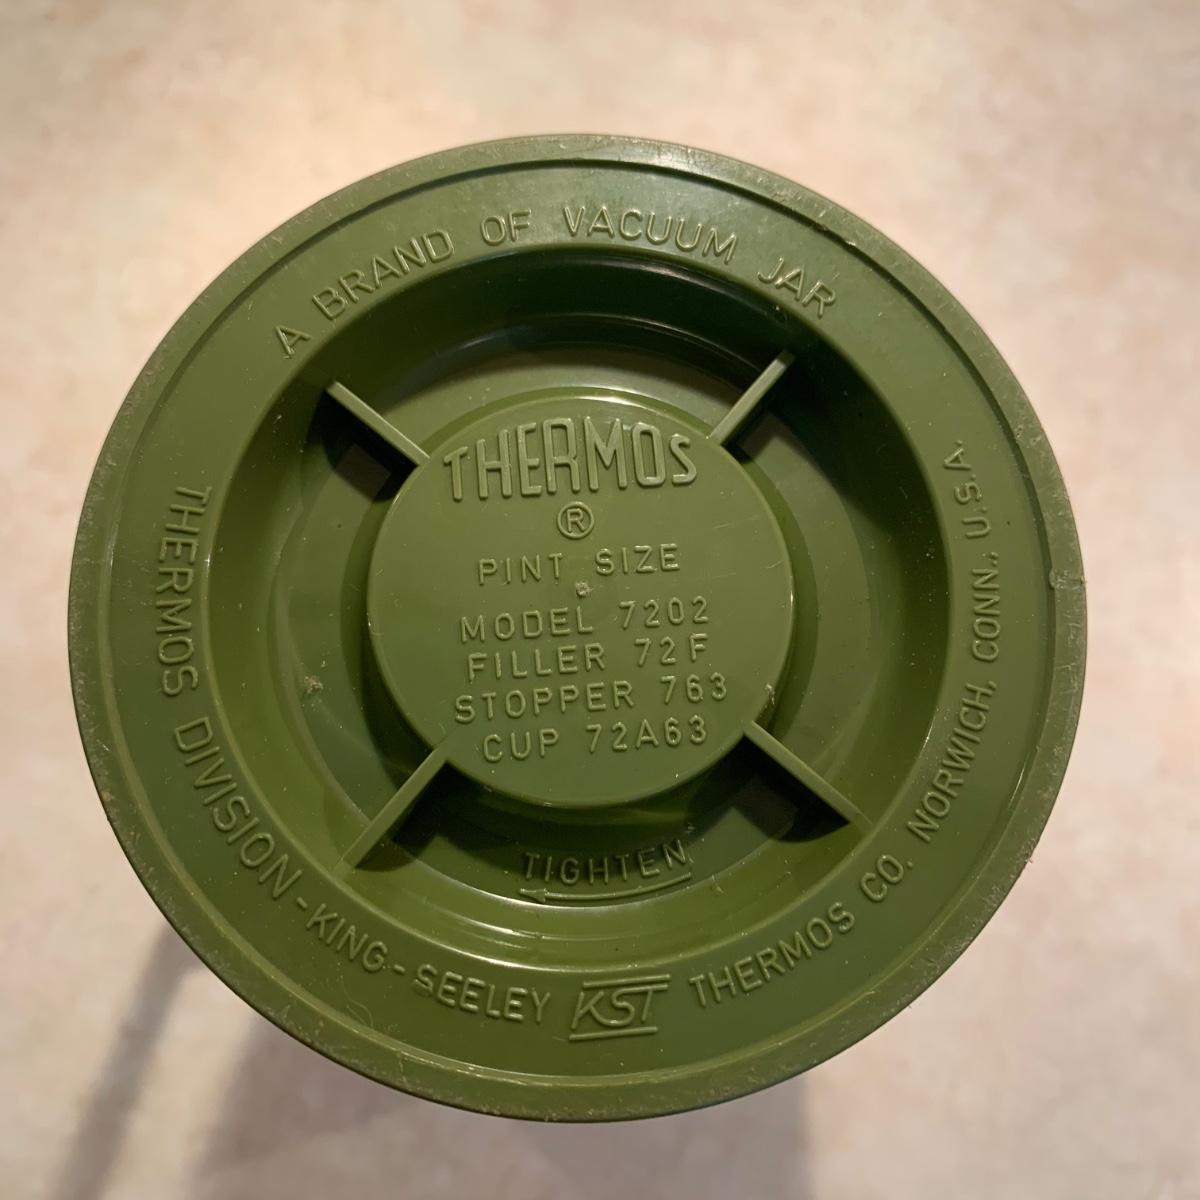 A BRAND OF VACUUM JAR
THERMOS
®
PINT SIZE
MODEL 7202
FILLER 72F
STOPPER 763
CUP 72A63
TIGHTEN
THERMOS DIVISION-KING-SEELEY KST THERMOS CO. NORWICH, CONN., U.S.A.